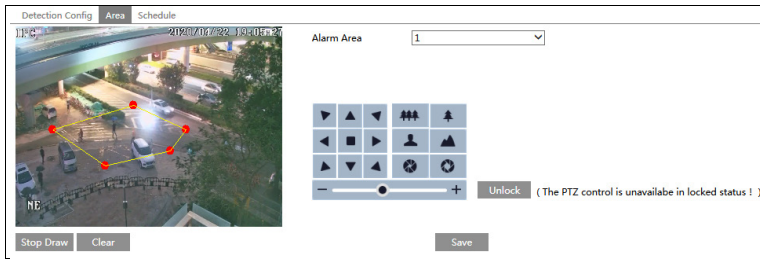 Detection Config Area Schedule
IPC 2021/04/22 19:05:27
Alarm Area 1
NE
Unlock ( The PTZ control is unavailabe in locked status ! )
Stop Draw Clear Save